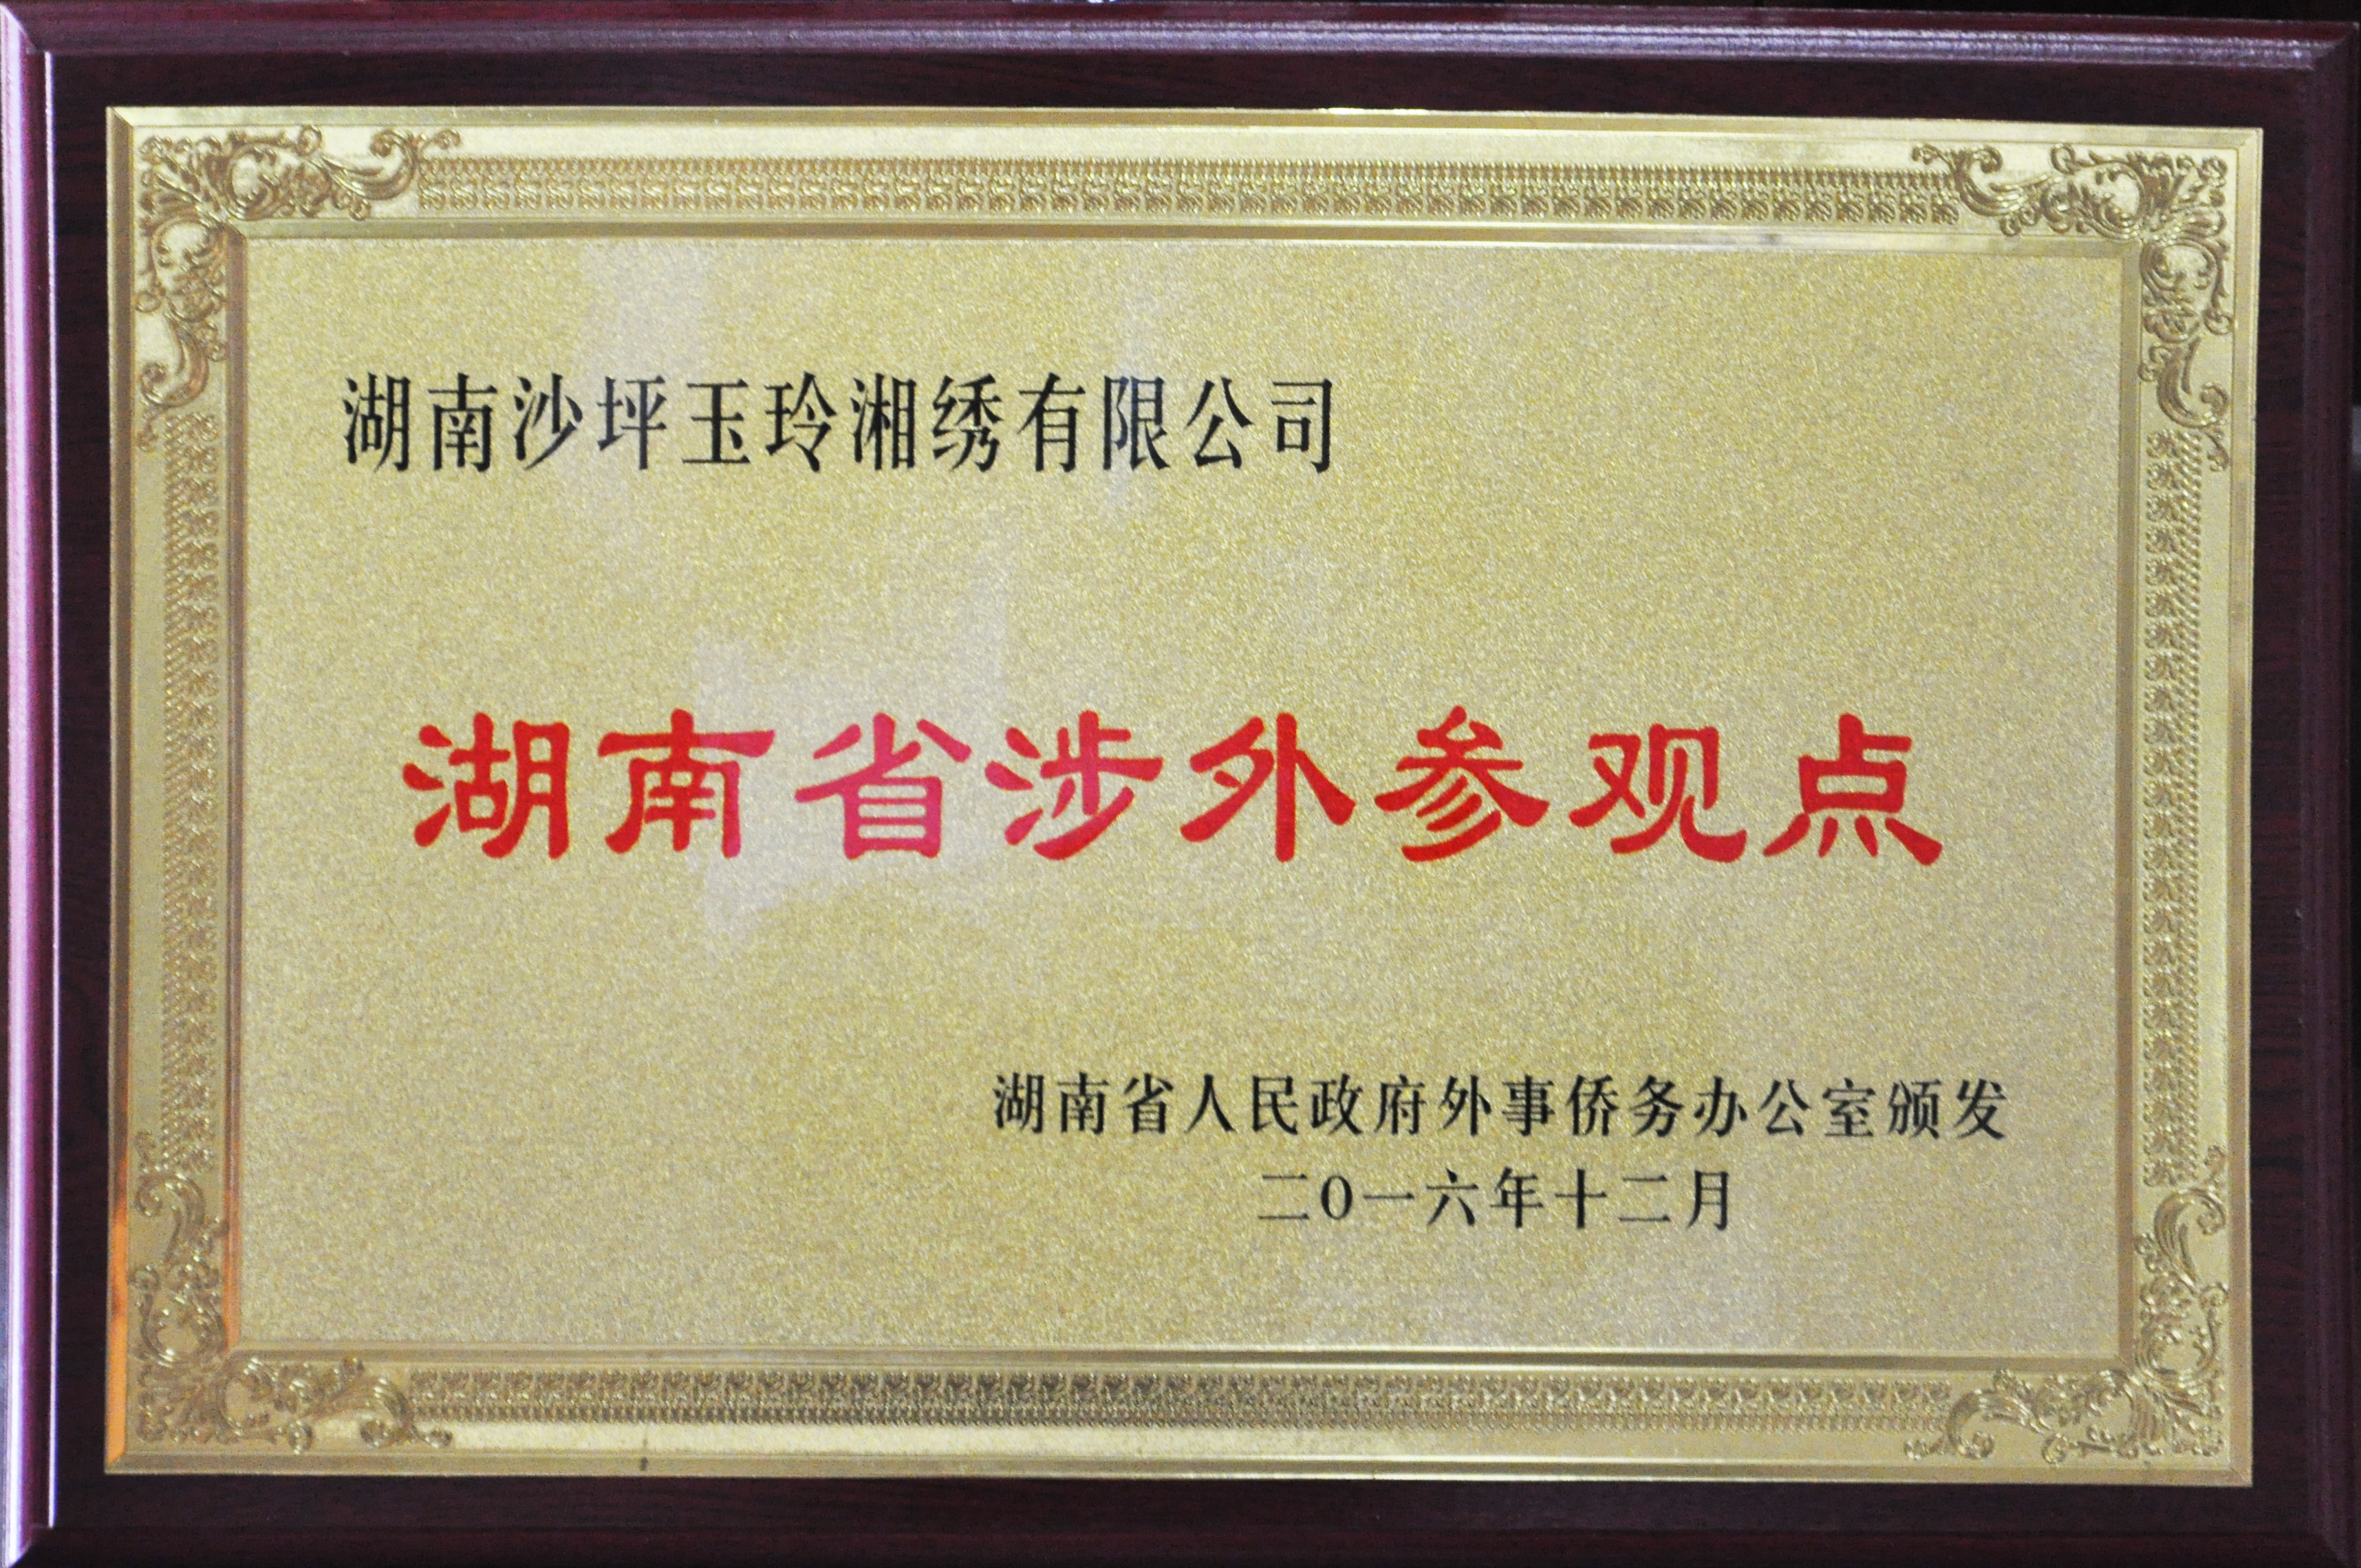 湖南沙坪玉玲湘绣有限公司
湖南省涉外参观点
湖南省人民政府外事侨务办公室颁发
二0一六年十二月